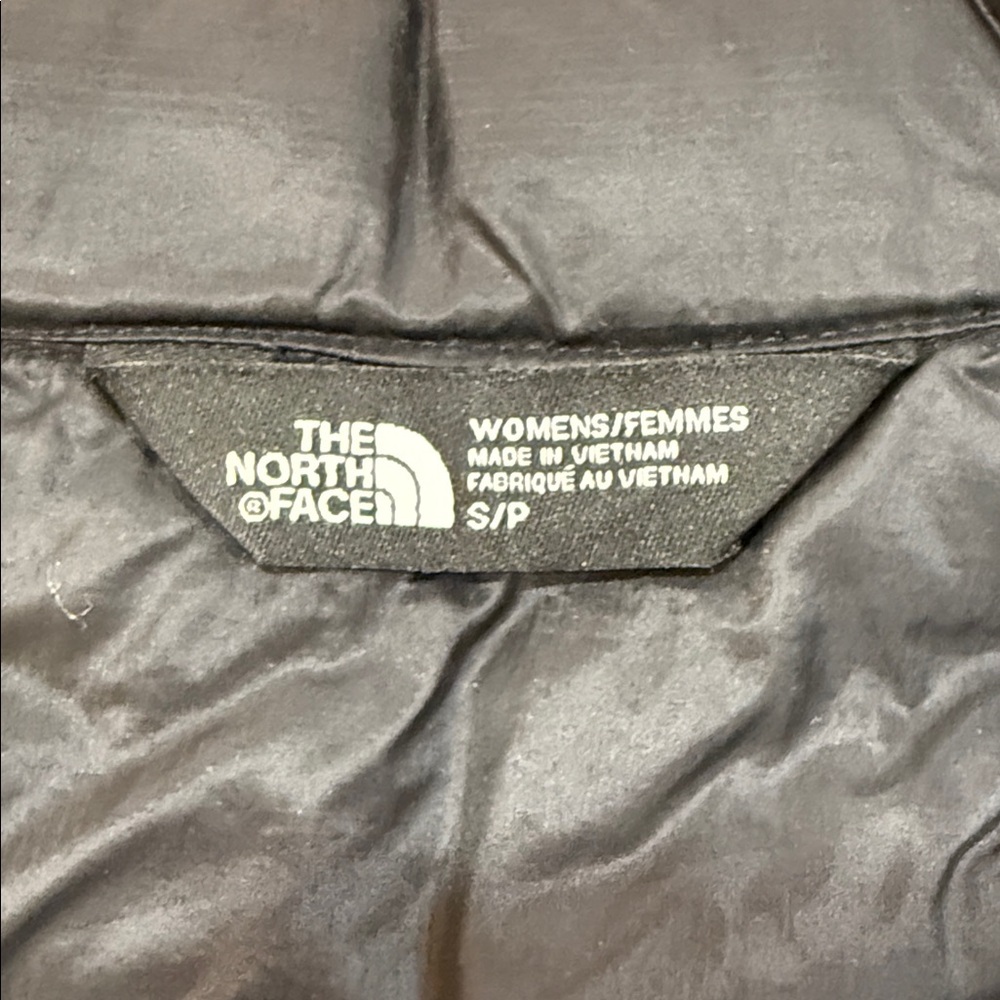 THE
NORTH
®FACE
WOMENS/FEMMES
MADE IN VIETNAM
FABRIQUÉ AU VIETNAM
S/P